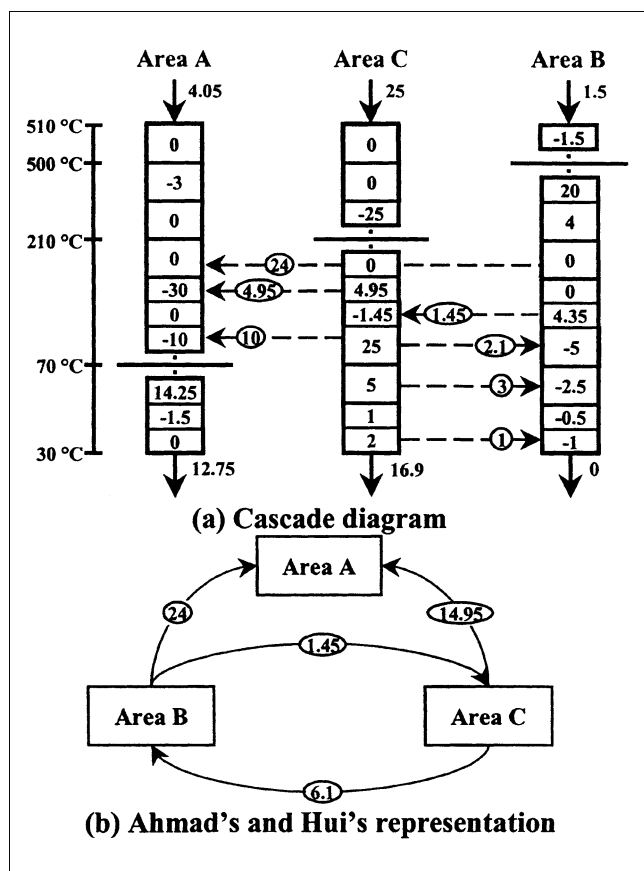 Area A Area C Area B
4.05 25 1.5
510 °C
0 0 -1.5
500 °C
-3 0 20
0 -25 4
210 °C
0 24 0 0
-30 4.95 4.95 0
0 -1.45 1.45 4.35
-10 10 25 2.1 -5
70 °C
14.25 5 3 -2.5
-1.5 1 -0.5
0 2 1 -1
30 °C
12.75 16.9 0
(a) Cascade diagram
Area A
24 14.95
1.45
Area B Area C
6.1
(b) Ahmad's and Hui's representation